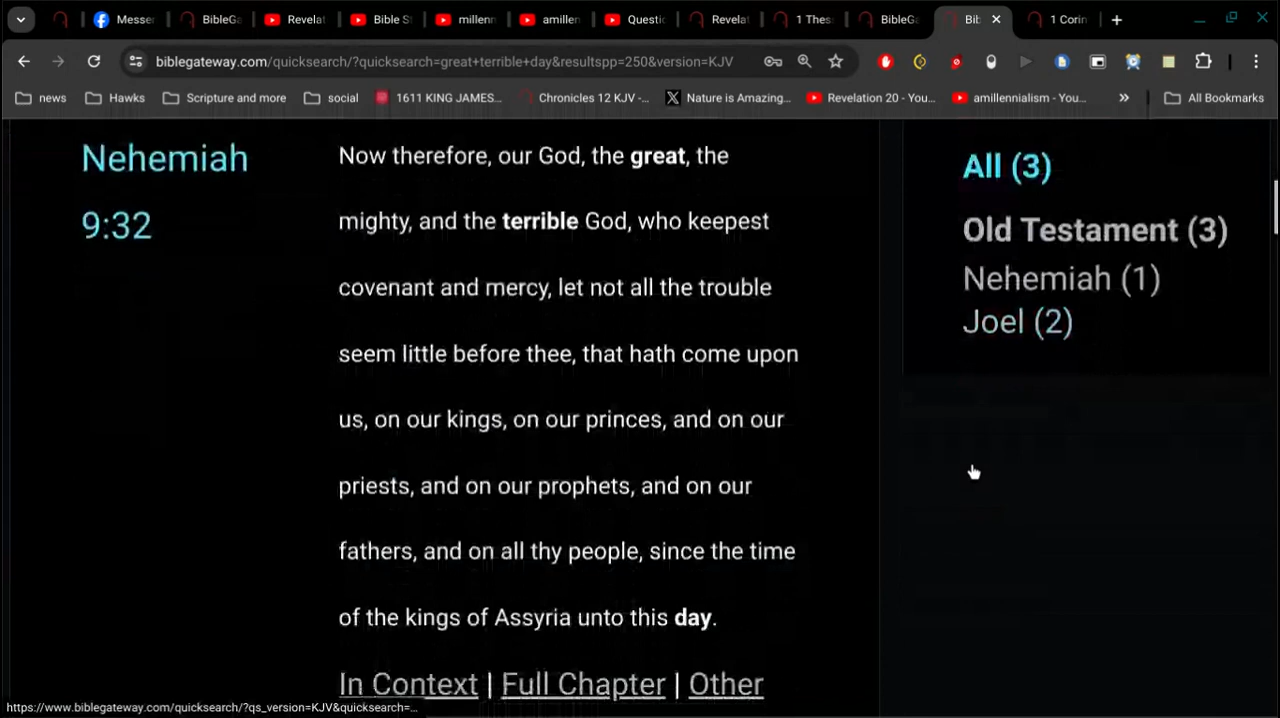 Messer
BibleGa
Revelat
Bible S
millenn
amillen
Questic
Revelat
1 Thes
BibleGa
Bib
1 Corin
biblegateway.com/quicksearch/?quicksearch=great+terrible+day&resultspp=250&version=KJV
news
Hawks
Scripture and more
social
1611 KING JAMES...
Chronicles 12 KJV -...
Nature is Amazing...
Revelation 20 - You...
amillennialism - You...
All Bookmarks
Nehemiah
9:32
Now therefore, our God, the great, the
mighty, and the terrible God, who keepest
covenant and mercy, let not all the trouble
seem little before thee, that hath come upon
us, on our kings, on our princes, and on our
priests, and on our prophets, and on our
fathers, and on all thy people, since the time
of the kings of Assyria unto this day.
In Context | Full Chapter | Other
All (3)
Old Testament (3)
Nehemiah (1)
Joel (2)
https://www.biblegateway.com/quicksearch/?qs_version=KJV&quicksearch=...